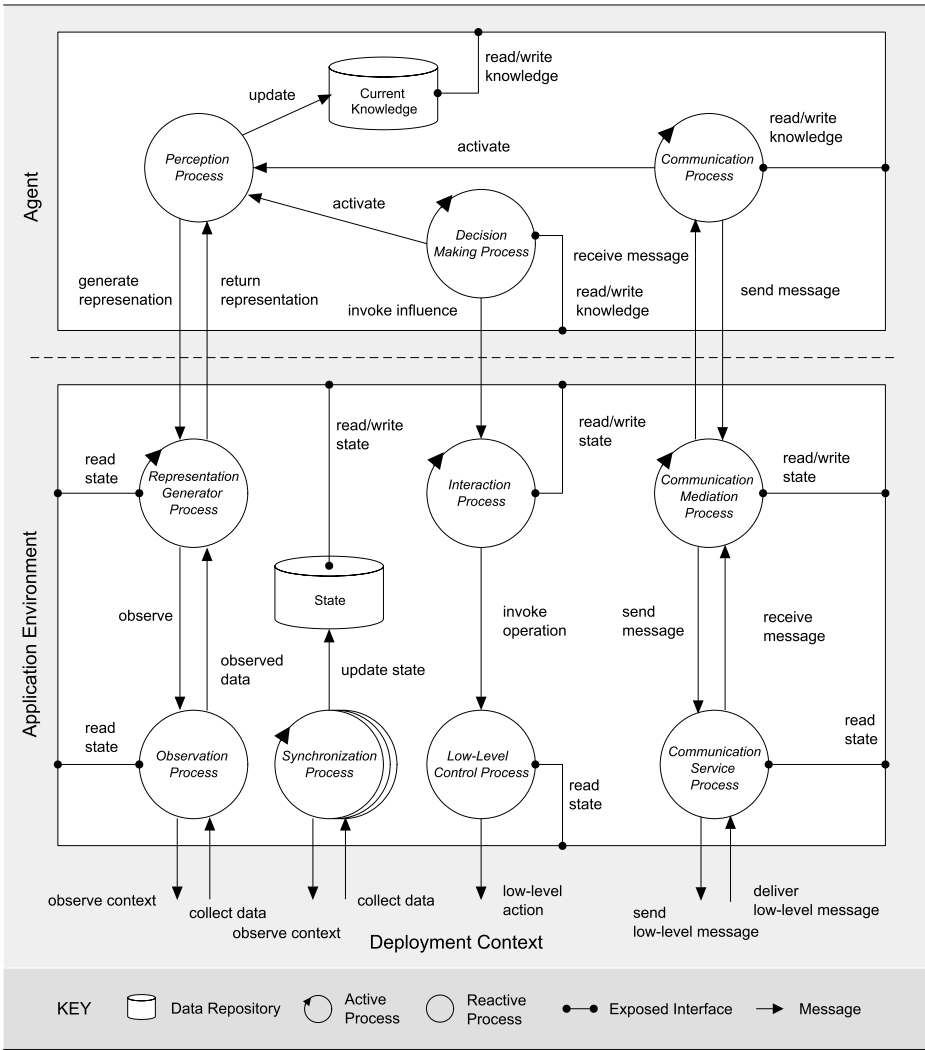 Agent
read/write
knowledge
Current
Knowledge
update
Perception
Process
activate
Communication
Process
read/write
knowledge
activate
Decision
Making Process
receive message
read/write
knowledge
send message
generate
represenation
return
representation
invoke influence
Application Environment
read
state
Representation
Generator
Process
read/write
state
Interaction
Process
read/write
state
Communication
Mediation
Process
read/write
state
observe
observed
data
State
update state
invoke
operation
send
message
receive
message
read
state
Observation
Process
Synchronization
Process
Low-Level
Control Process
read
state
Communication
Service
Process
read
state
observe context
collect data
observe context
collect data
low-level
action
send
low-level message
deliver
low-level message
Deployment Context
KEY
Data Repository
Active
Process
Reactive
Process
Exposed Interface
Message